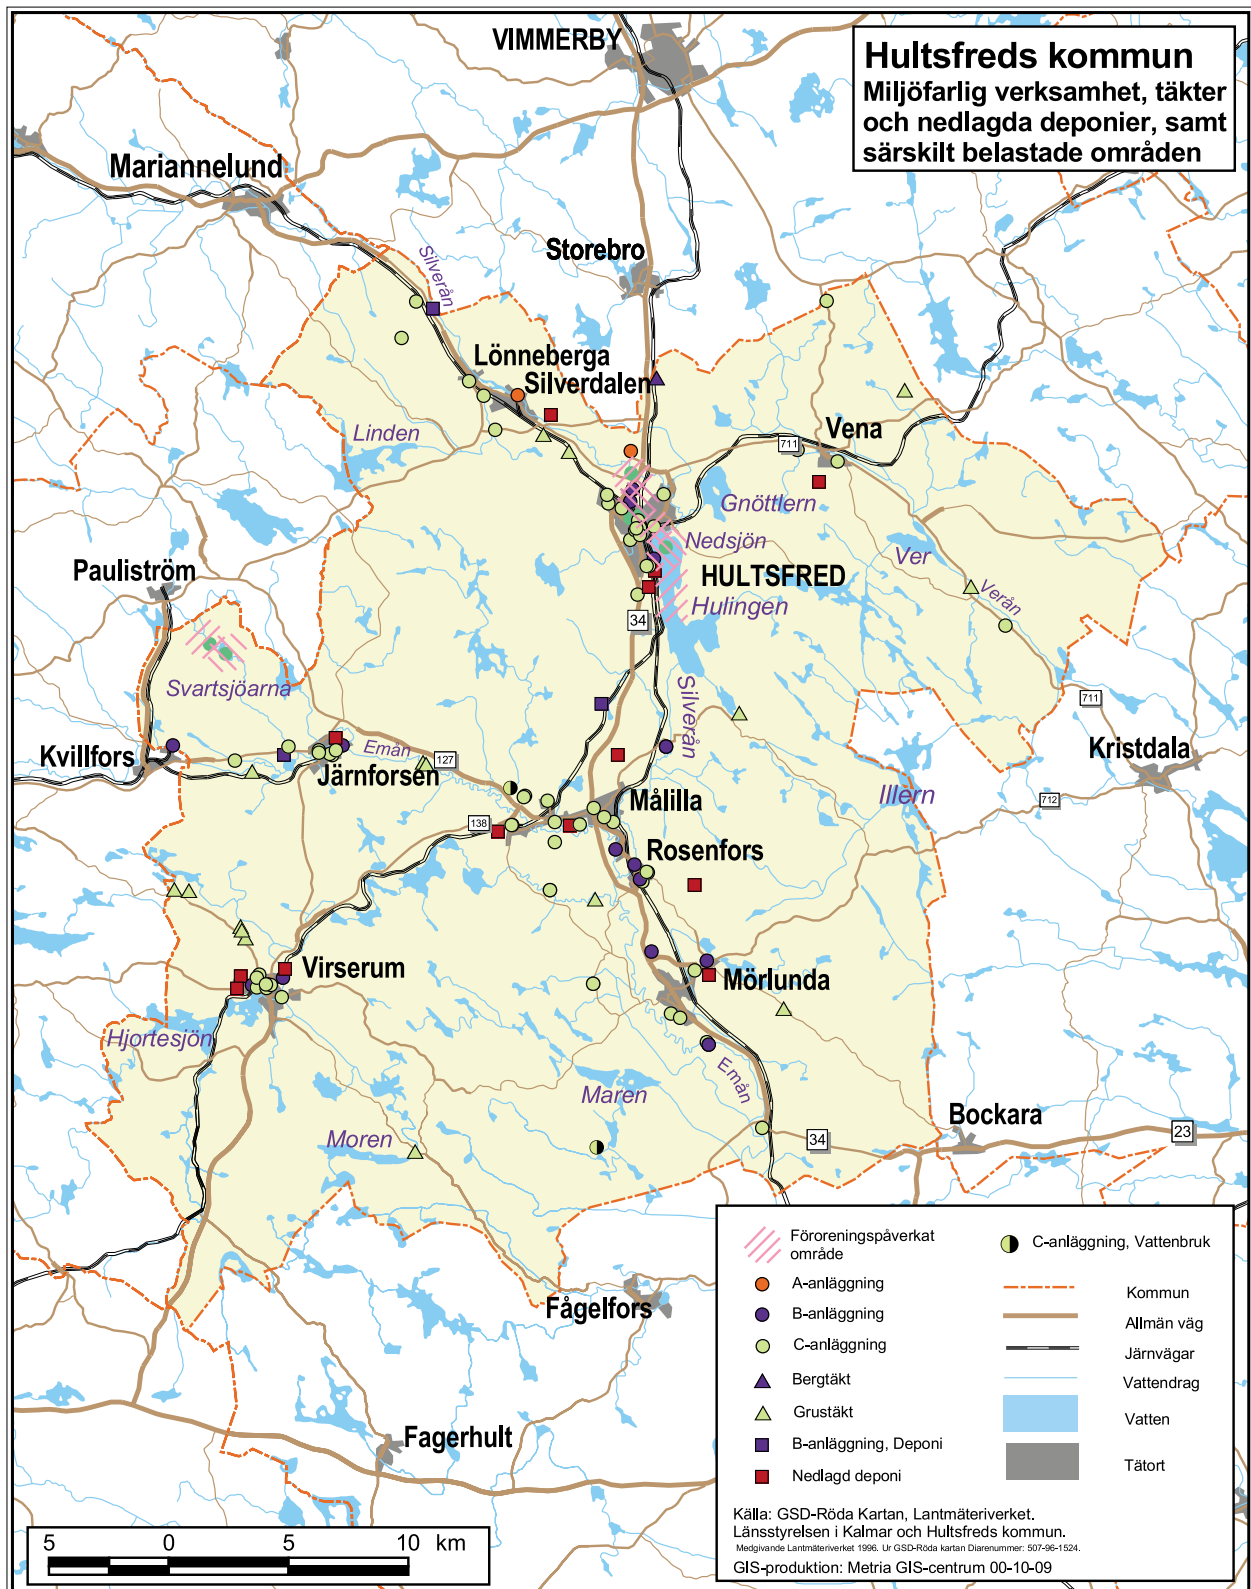 VIMMERBY
Hultsfreds kommun
Miljöfarlig verksamhet, täkter
och nedlagda deponier, samt
särskilt belastade områden
Mariannelund
Storebro
Silverån
Lönneberga
Silverdalen
Linden
Vena
711
Gnöttlern
Nedsjön
Ver
Pauliström
HULTSFRED
Verån
Hulingen
34
Svartsjöarna
Silverån
711
Kvillfors
Emån
127
Järnforsen
Kristdala
Illern
712
Målilla
138
Rosenfors
Virserum
Mörlunda
Hjortesjön
Emån
Maren
Moren
Bockara
34
23
Fågelfors
Fagerhult
Föroreningspåverkat
område
A-anläggning
B-anläggning
C-anläggning
Bergtäkt
Grustäkt
B-anläggning, Deponi
Nedlagd deponi
C-anläggning, Vattenbruk
Kommun
Allmän väg
Järnvägar
Vattendrag
Vatten
Tätort
Källa: GSD-Röda Kartan, Lantmäteriverket.
Länsstyrelsen i Kalmar och Hultsfreds kommun.
Medgivande Lantmäteriverket 1996. Ur GSD-Röda kartan Diarenummer: 507-96-1524.
GIS-produktion: Metria GIS-centrum 00-10-09
5 0 5 10 km